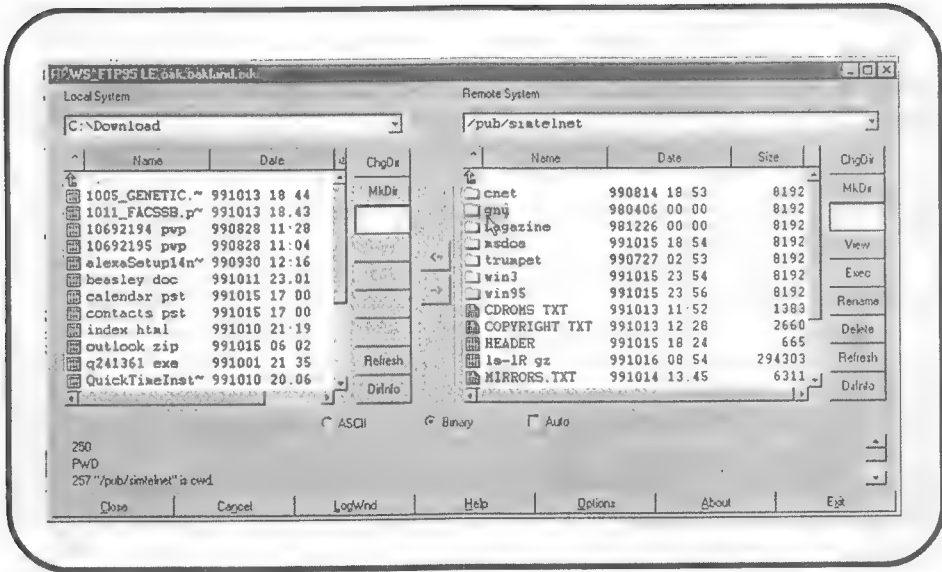 WS_FTP95 LE oak.oakland.edu
Local System
C:\Download
Name Date
1005_GENETIC.~ 991013 18 44
1011_FACSSB.p~ 991013 18.43
10692194 pwp 990828 11:28
10692195 pwp 990828 11:04
alexaSetup14n~ 990930 12:16
beasley doc 991011 23.01
calendar pst 991015 17 00
contacts pst 991015 17 00
index html 991010 21:19
outlook zip 991015 06 02
q241361 exe 991001 21 35
QuickTimeInst~ 991010 20.06
ChgDir
MkDir
Refresh
DirInfo
<-
->
Remote System
/pub/simtelnet
Name Date Size
cnet 990814 18 53 8192
gnu 980406 00 00 8192
magazine 981226 00 00 8192
msdos 991015 18 54 8192
trumpet 990727 02 53 8192
win3 991015 23 54 8192
win95 991015 23 56 8192
CDROMS TXT 991013 11:52 1383
COPYRIGHT TXT 991013 12 28 2660
HEADER 991015 18 24 665
ls-lR gz 991016 08 54 294303
MIRRORS.TXT 991014 13.45 6311
ChgDir
MkDir
View
Exec
Rename
Delete
Refresh
DirInfo
ASCII Binary Auto
250
PWD
257 "/pub/simtelnet" is cwd.
Close Cancel LogWnd Help Options About Exit